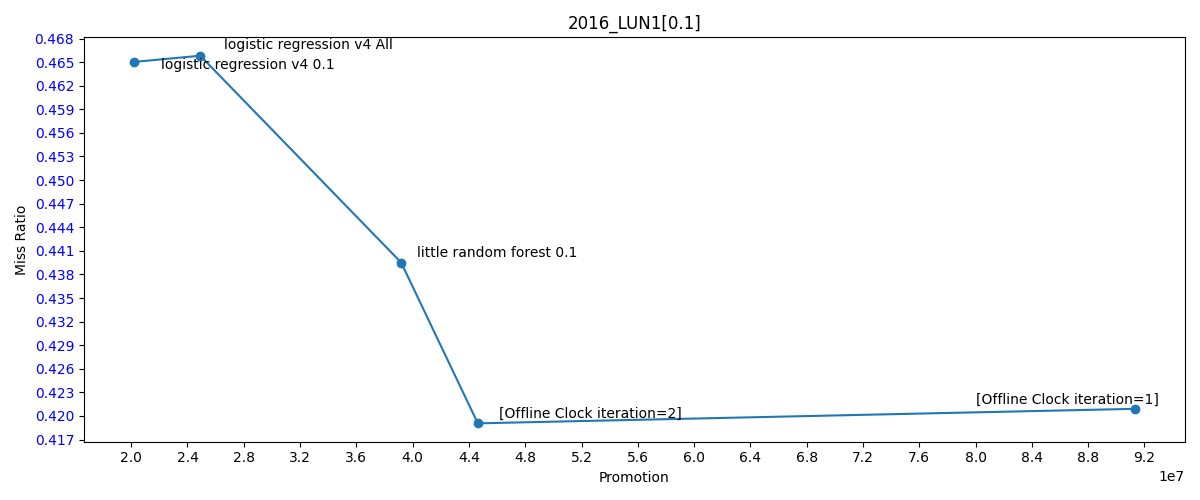 2016_LUN1[0.1]
0.468
0.465
0.462
0.459
0.456
0.453
0.450
0.447
0.444
0.441
0.438
0.435
0.432
0.429
0.426
0.423
0.420
0.417
Miss Ratio
logistic regression v4 All
logistic regression v4 0.1
little random forest 0.1
[Offline Clock iteration=2]
[Offline Clock iteration=1]
2.0 2.4 2.8 3.2 3.6 4.0 4.4 4.8 5.2 5.6 6.0 6.4 6.8 7.2 7.6 8.0 8.4 8.8 9.2
1e7
Promotion